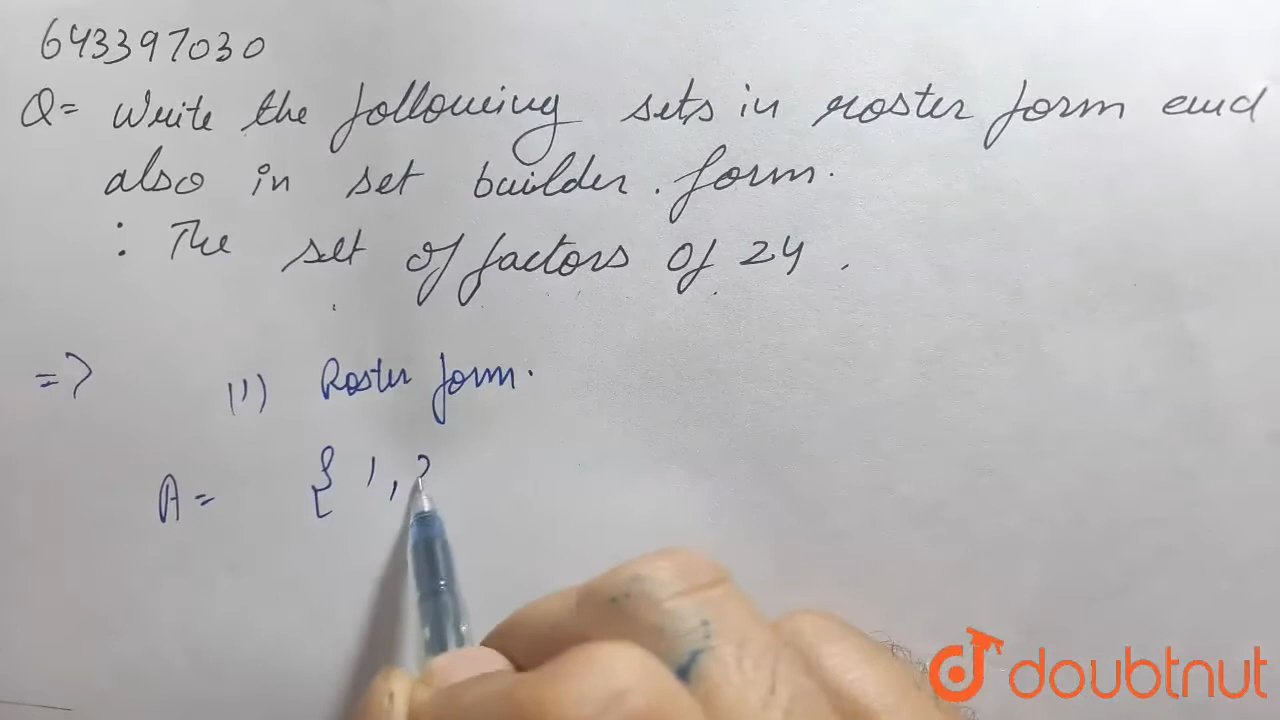 643397030
Q= Write the following sets in roster form and
also in set builder. form.
: The set of factors of 24.
=> (1) Roster form.
A= { 1, 2
doubtnut